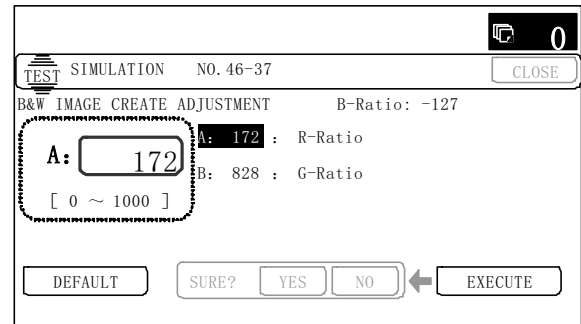 0
TEST SIMULATION NO.46-37 CLOSE
B&W IMAGE CREATE ADJUSTMENT B-Ratio: -127
A: 172 : R-Ratio
A: 172
B: 828 : G-Ratio
[ 0 ～ 1000 ]
DEFAULT SURE? YES NO EXECUTE